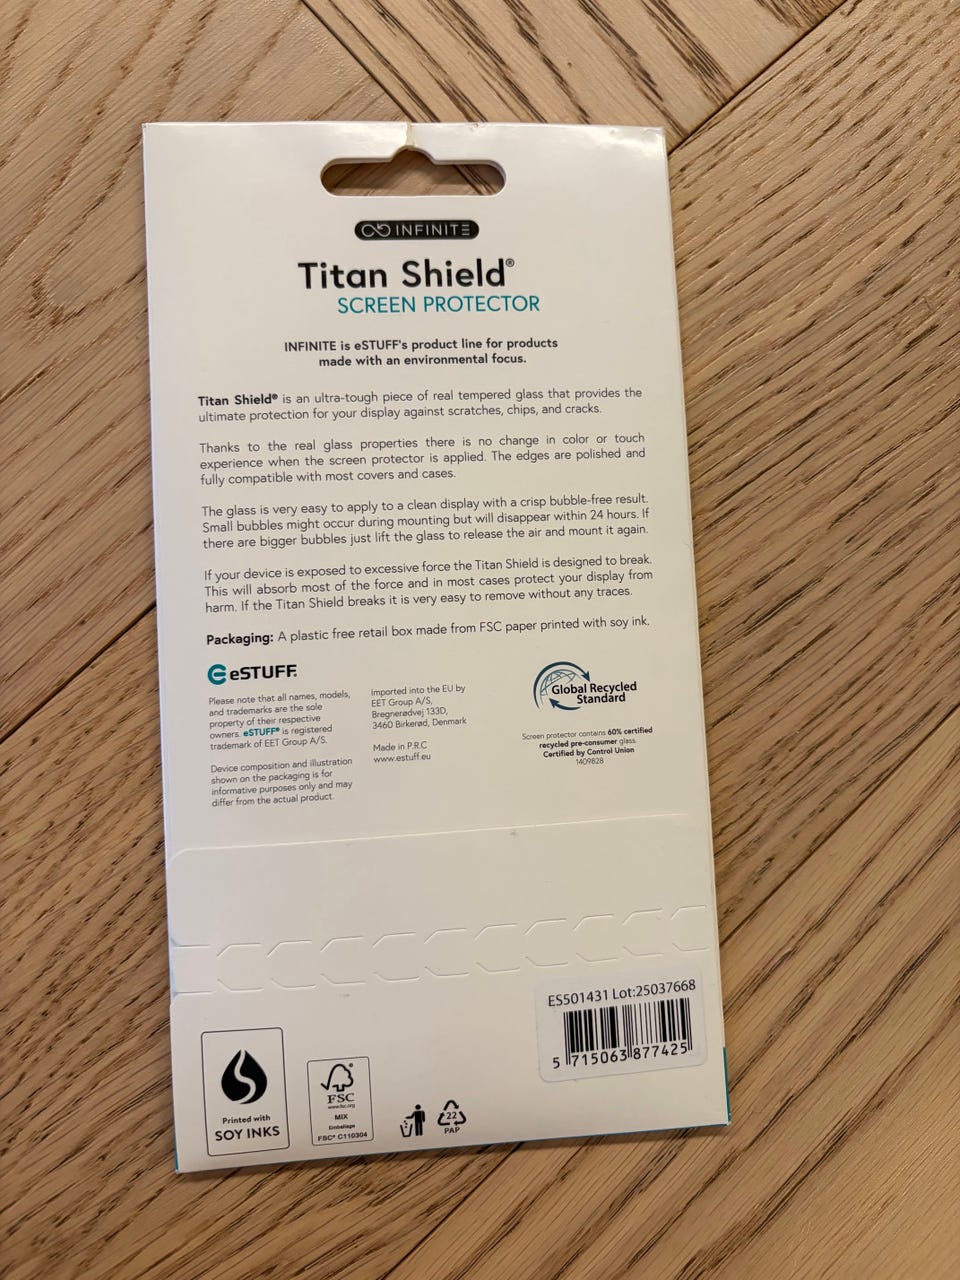 INFINITE
Titan Shield®
SCREEN PROTECTOR
INFINITE is eSTUFF's product line for products
made with an environmental focus.
Titan Shield® is an ultra-tough piece of real tempered glass that provides the
ultimate protection for your display against scratches, chips, and cracks.
Thanks to the real glass properties there is no change in color or touch
experience when the screen protector is applied. The edges are polished and
fully compatible with most covers and cases.
The glass is very easy to apply to a clean display with a crisp bubble-free result.
Small bubbles might occur during mounting but will disappear within 24 hours. If
there are bigger bubbles just lift the glass to release the air and mount it again.
If your device is exposed to excessive force the Titan Shield is designed to break.
This will absorb most of the force and in most cases protect your display from
harm. If the Titan Shield breaks it is very easy to remove without any traces.
Packaging: A plastic free retail box made from FSC paper printed with soy ink.
eSTUFF
Please note that all names, models,
and trademarks are the sole
property of their respective
owners. eSTUFF® is registered
trademark of EET Group A/S.
Device composition and illustration
shown on the packaging is for
informative purposes only and may
differ from the actual product.
Imported into the EU by
EET Group A/S,
Bregnerødvej 133D,
3460 Birkerød, Denmark
Made in P.R.C
www.estuff.eu
Global Recycled
Standard
Screen protector contains 60% certified
recycled pre-consumer glass.
Certified by Control Union
1409828
ES501431 Lot:25037668
5 715063 877425
Printed with
SOY INKS
FSC
www.fsc.org
MIX
Emballage
FSC® C110304
22
PAP